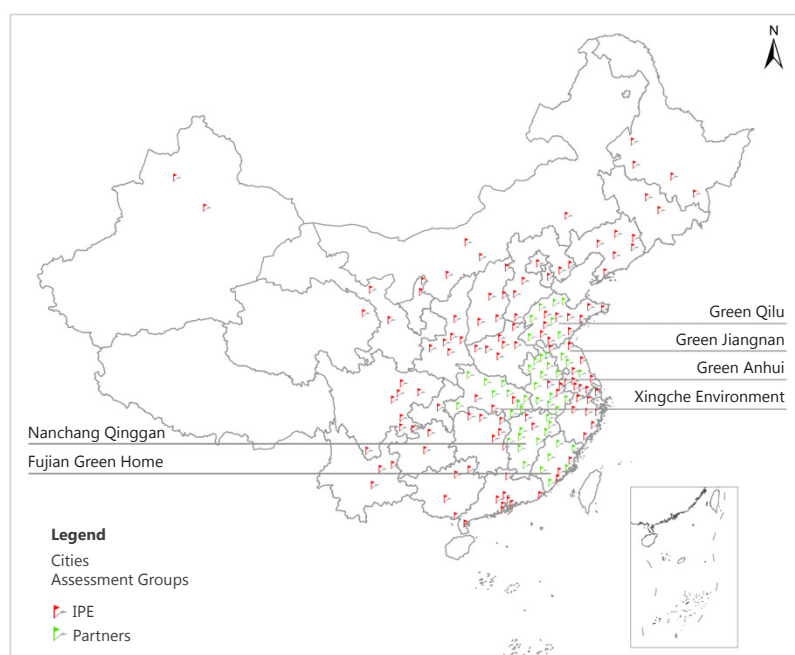 N
Green Qilu
Green Jiangnan
Green Anhui
Xingche Environment
Nanchang Qinggan
Fujian Green Home
Legend
Cities
Assessment Groups
IPE
Partners